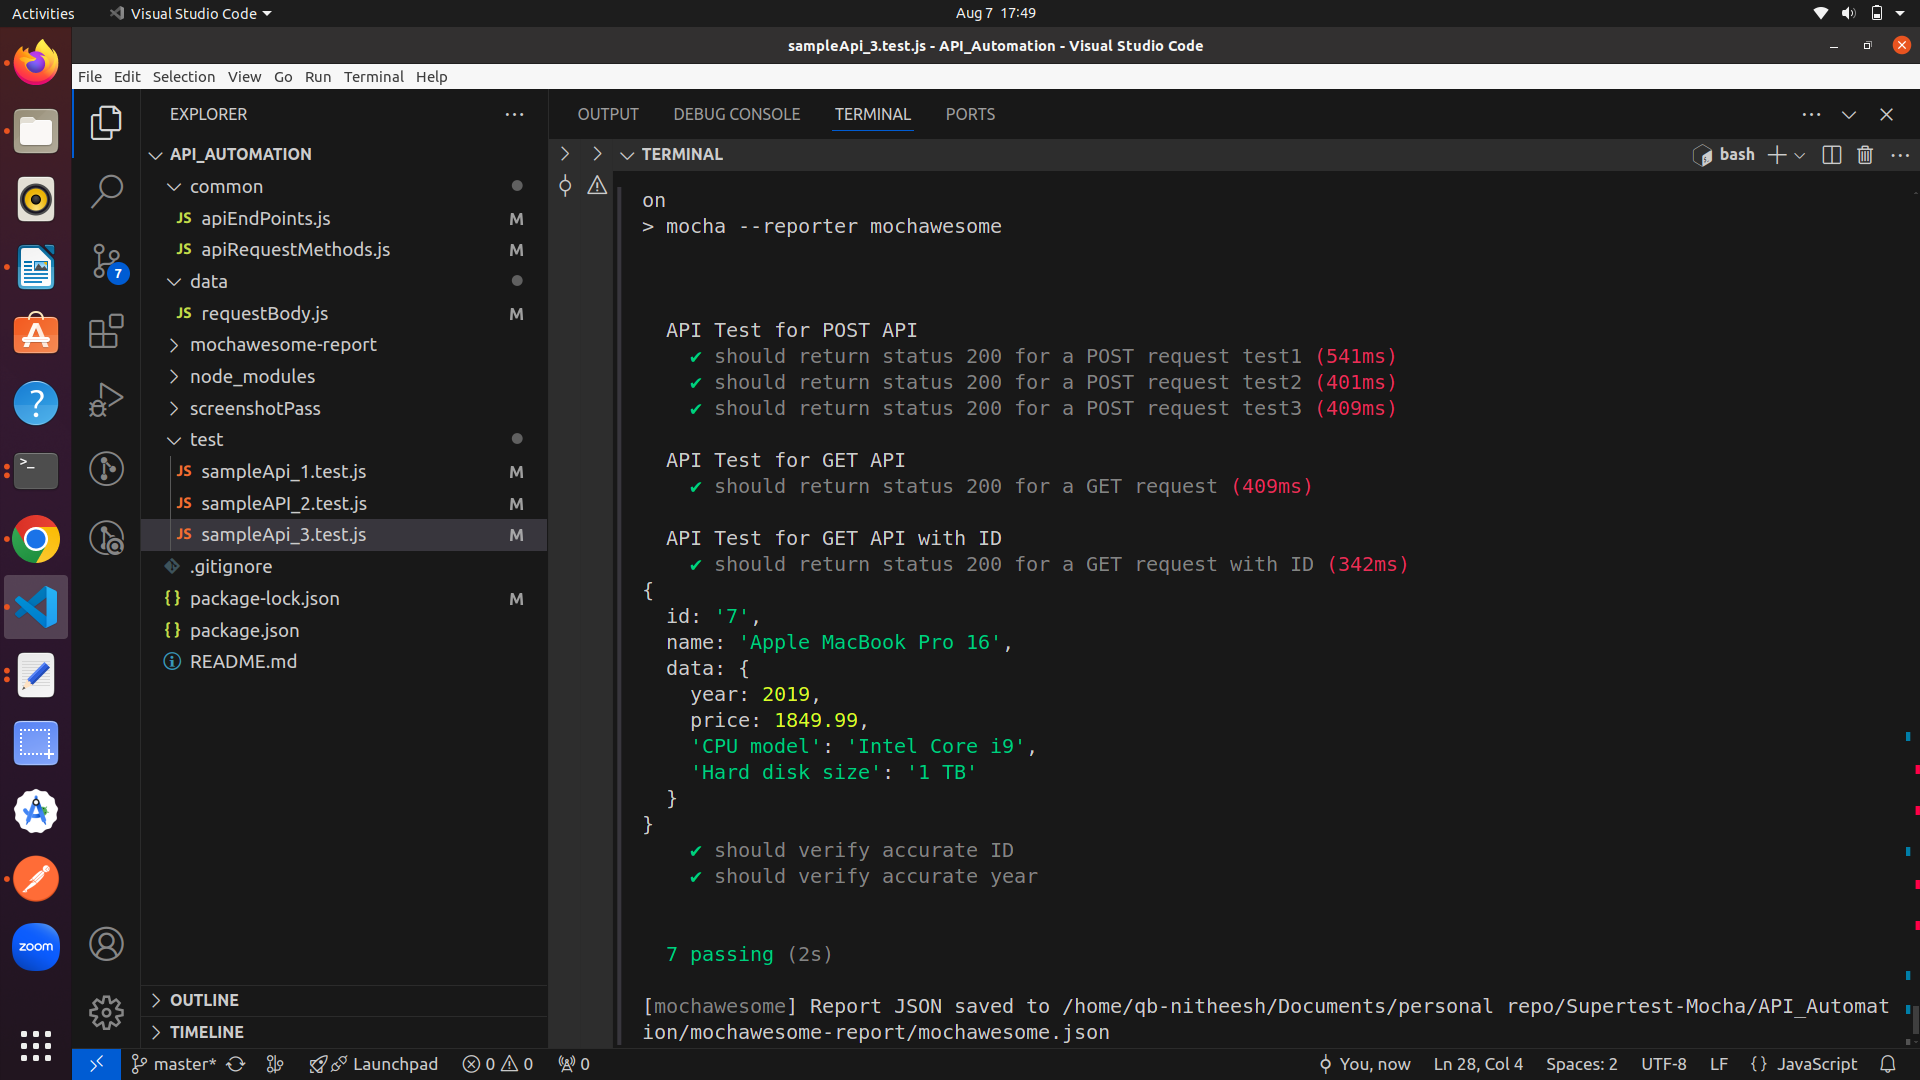 Activities
Visual Studio Code
Aug 7 17:49
sampleApi_3.test.js - API_Automation - Visual Studio Code
File Edit Selection View Go Run Terminal Help
EXPLORER
API_AUTOMATION
common
JS apiEndPoints.js M
JS apiRequestMethods.js M
data
JS requestBody.js M
mochawesome-report
node_modules
screenshotPass
test
JS sampleApi_1.test.js M
JS sampleAPI_2.test.js M
JS sampleApi_3.test.js M
.gitignore
{} package-lock.json M
{} package.json
README.md
OUTLINE
TIMELINE
7
zoom
OUTPUT DEBUG CONSOLE TERMINAL PORTS
TERMINAL
bash
on
> mocha --reporter mochawesome
API Test for POST API
✔ should return status 200 for a POST request test1 (541ms)
✔ should return status 200 for a POST request test2 (401ms)
✔ should return status 200 for a POST request test3 (409ms)
API Test for GET API
✔ should return status 200 for a GET request (409ms)
API Test for GET API with ID
✔ should return status 200 for a GET request with ID (342ms)
{
id: '7',
name: 'Apple MacBook Pro 16',
data: {
year: 2019,
price: 1849.99,
'CPU model': 'Intel Core i9',
'Hard disk size': '1 TB'
}
}
✔ should verify accurate ID
✔ should verify accurate year
7 passing (2s)
[mochawesome] Report JSON saved to /home/qb-nitheesh/Documents/personal repo/Supertest-Mocha/API_Automat
ion/mochawesome-report/mochawesome.json
master* Launchpad 0 0 0 You, now Ln 28, Col 4 Spaces: 2 UTF-8 LF {} JavaScript